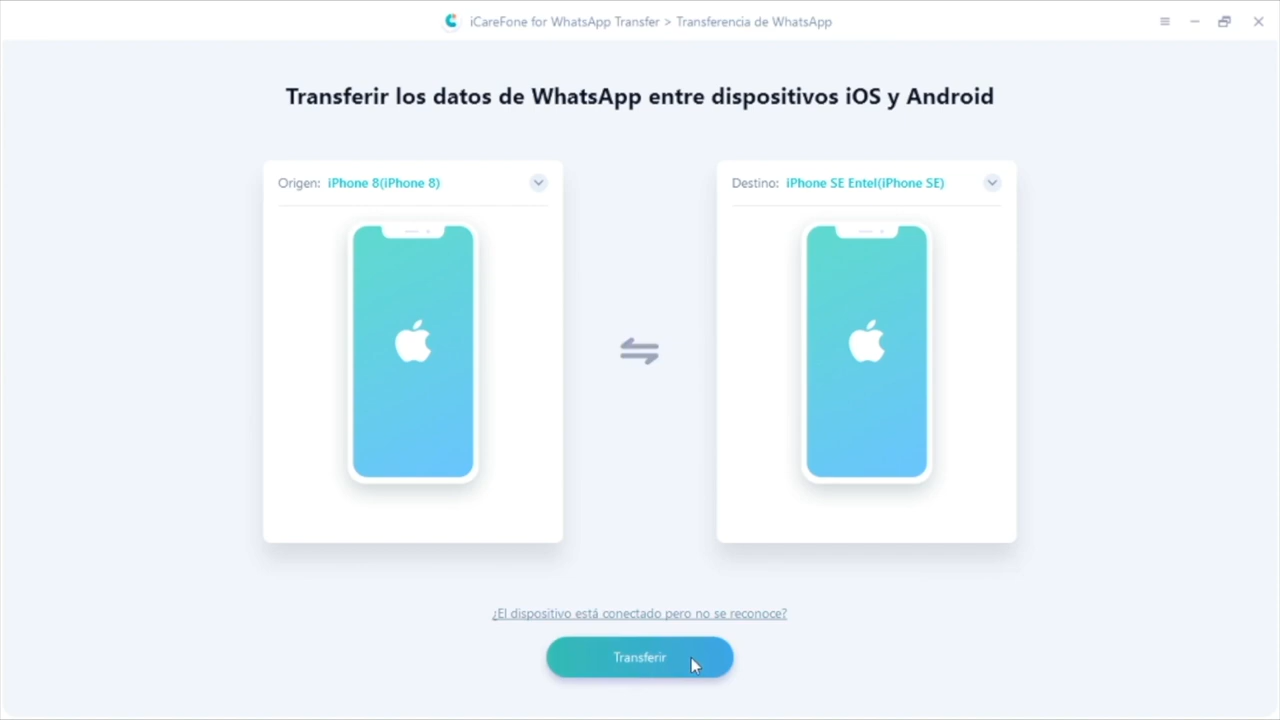 iCareFone for WhatsApp Transfer > Transferencia de WhatsApp
Transferir los datos de WhatsApp entre dispositivos iOS y Android
Origen: iPhone 8(iPhone 8)
Destino: iPhone SE Entel(iPhone SE)
¿El dispositivo está conectado pero no se reconoce?
Transferir